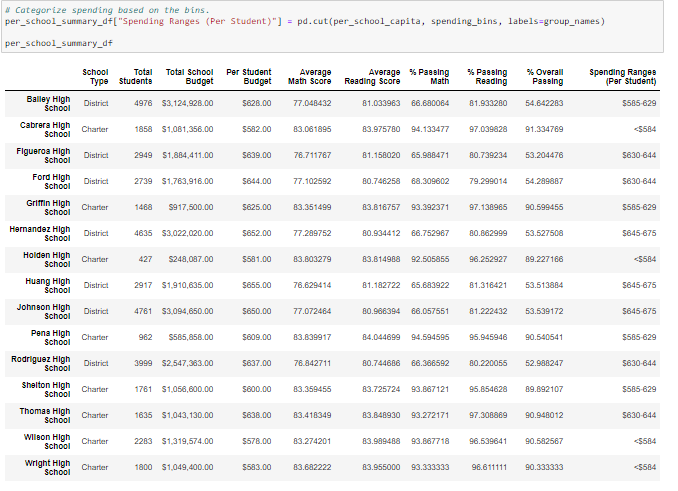 # Categorize spending based on the bins.
per_school_summary_df["Spending Ranges (Per Student)"] = pd.cut(per_school_capita, spending_bins, labels=group_names)
per_school_summary_df
School Type Total Students Total School Budget Per Student Budget Average Math Score Average Reading Score % Passing Math % Passing Reading % Overall Passing Spending Ranges (Per Student)
Bailey High School District 4976 $3,124,928.00 $628.00 77.048432 81.033963 66.680064 81.933280 54.642283 $585-629
Cabrera High School Charter 1858 $1,081,356.00 $582.00 83.061895 83.975780 94.133477 97.039828 91.334769 <$584
Figueroa High School District 2949 $1,884,411.00 $639.00 76.711767 81.158020 65.988471 80.739234 53.204476 $630-644
Ford High School District 2739 $1,763,916.00 $644.00 77.102592 80.746258 68.309602 79.299014 54.289887 $630-644
Griffin High School Charter 1468 $917,500.00 $625.00 83.351499 83.816757 93.392371 97.138965 90.599455 $585-629
Hernandez High School District 4635 $3,022,020.00 $652.00 77.289752 80.934412 66.752967 80.862999 53.527508 $645-675
Holden High School Charter 427 $248,087.00 $581.00 83.803279 83.814988 92.505855 96.252927 89.227166 <$584
Huang High School District 2917 $1,910,635.00 $655.00 76.629414 81.182722 65.683922 81.316421 53.513884 $645-675
Johnson High School District 4761 $3,094,650.00 $650.00 77.072464 80.966394 66.057551 81.222432 53.539172 $645-675
Pena High School Charter 962 $585,858.00 $609.00 83.839917 84.044699 94.594595 95.945946 90.540541 $585-629
Rodriguez High School District 3999 $2,547,363.00 $637.00 76.842711 80.744686 66.366592 80.220055 52.988247 $630-644
Shelton High School Charter 1761 $1,056,600.00 $600.00 83.359455 83.725724 93.867121 95.854628 89.892107 $585-629
Thomas High School Charter 1635 $1,043,130.00 $638.00 83.418349 83.848930 93.272171 97.308869 90.948012 $630-644
Wilson High School Charter 2283 $1,319,574.00 $578.00 83.274201 83.989488 93.867718 96.539641 90.582567 <$584
Wright High School Charter 1800 $1,049,400.00 $583.00 83.682222 83.955000 93.333333 96.611111 90.333333 <$584